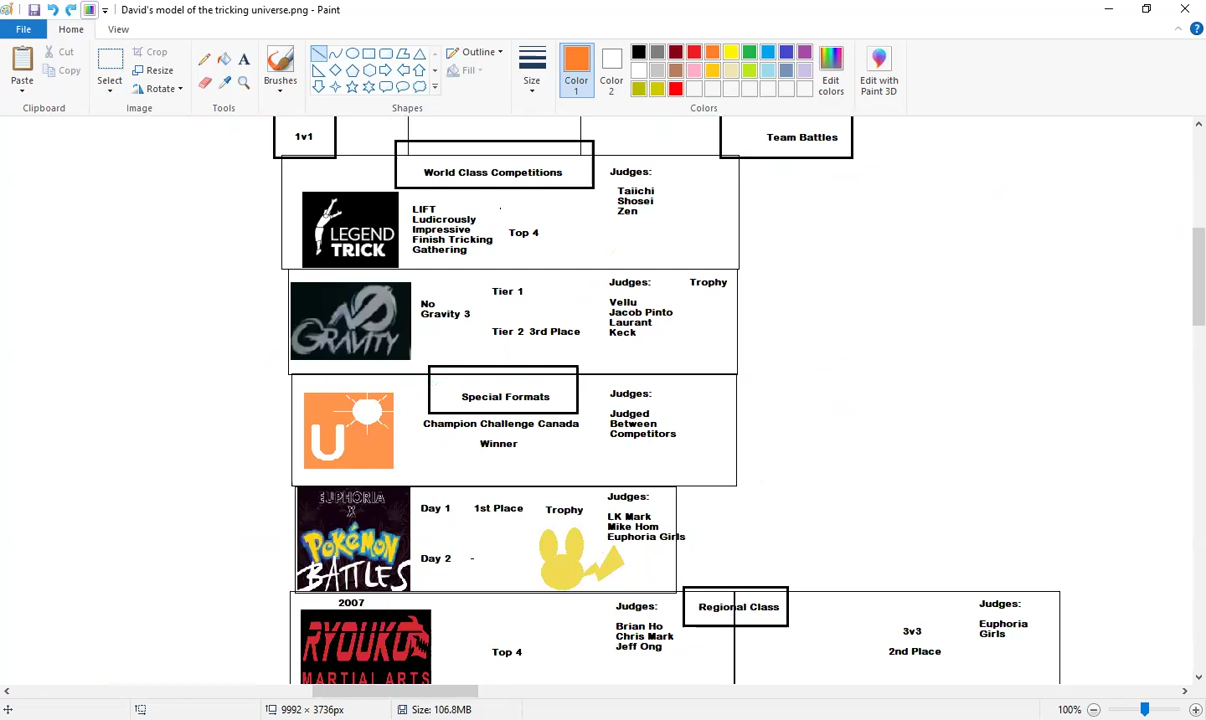 David's model of the tricking universe.png - Paint
File
Home
View
Paste
Cut
Copy
Clipboard
Select
Crop
Resize
Rotate
Image
Tools
Brushes
Shapes
Outline
Fill
Size
Color
1
Color
2
Colors
Edit
colors
Edit with
Paint 3D
1v1
Team Battles
World Class Competitions
Judges:
Taiichi
Shosei
Zen
LEGEND
TRICK
LIFT
Ludicrously
Impressive
Finish Tricking
Gathering
Top 4
NO
GRAVITY
No
Gravity 3
Tier 1
Tier 2 3rd Place
Judges:
Trophy
Vellu
Jacob Pinto
Laurant
Keck
Special Formats
U
Champion Challenge Canada
Winner
Judges:
Judged
Between
Competitors
EUPHORIA
X
POKéMON
BATTLES
Day 1
1st Place
Trophy
Day 2
-
Judges:
LK Mark
Mike Hom
Euphoria Girls
2007
RYOUKO
MARTIAL ARTS
Top 4
Judges:
Brian Ho
Chris Mark
Jeff Ong
Regional Class
3v3
2nd Place
Judges:
Euphoria
Girls
9992 × 3736px
Size: 106.8MB
100%